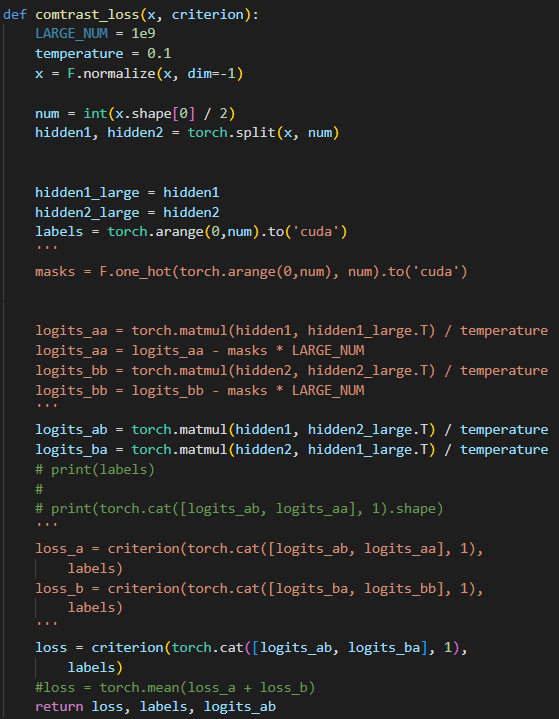 def comtrast_loss(x, criterion):
    LARGE_NUM = 1e9
    temperature = 0.1
    x = F.normalize(x, dim=-1)
    num = int(x.shape[0] / 2)
    hidden1, hidden2 = torch.split(x, num)
    hidden1_large = hidden1
    hidden2_large = hidden2
    labels = torch.arange(0,num).to('cuda')
    '''
    masks = F.one_hot(torch.arange(0,num), num).to('cuda')
    logits_aa = torch.matmul(hidden1, hidden1_large.T) / temperature
    logits_aa = logits_aa - masks * LARGE_NUM
    logits_bb = torch.matmul(hidden2, hidden2_large.T) / temperature
    logits_bb = logits_bb - masks * LARGE_NUM
    '''
    logits_ab = torch.matmul(hidden1, hidden2_large.T) / temperature
    logits_ba = torch.matmul(hidden2, hidden1_large.T) / temperature
    # print(labels)
    #
    # print(torch.cat([logits_ab, logits_aa], 1).shape)
    '''
    loss_a = criterion(torch.cat([logits_ab, logits_aa], 1),
        labels)
    loss_b = criterion(torch.cat([logits_ba, logits_bb], 1),
        labels)
    '''
    loss = criterion(torch.cat([logits_ab, logits_ba], 1),
        labels)
    #loss = torch.mean(loss_a + loss_b)
    return loss, labels, logits_ab